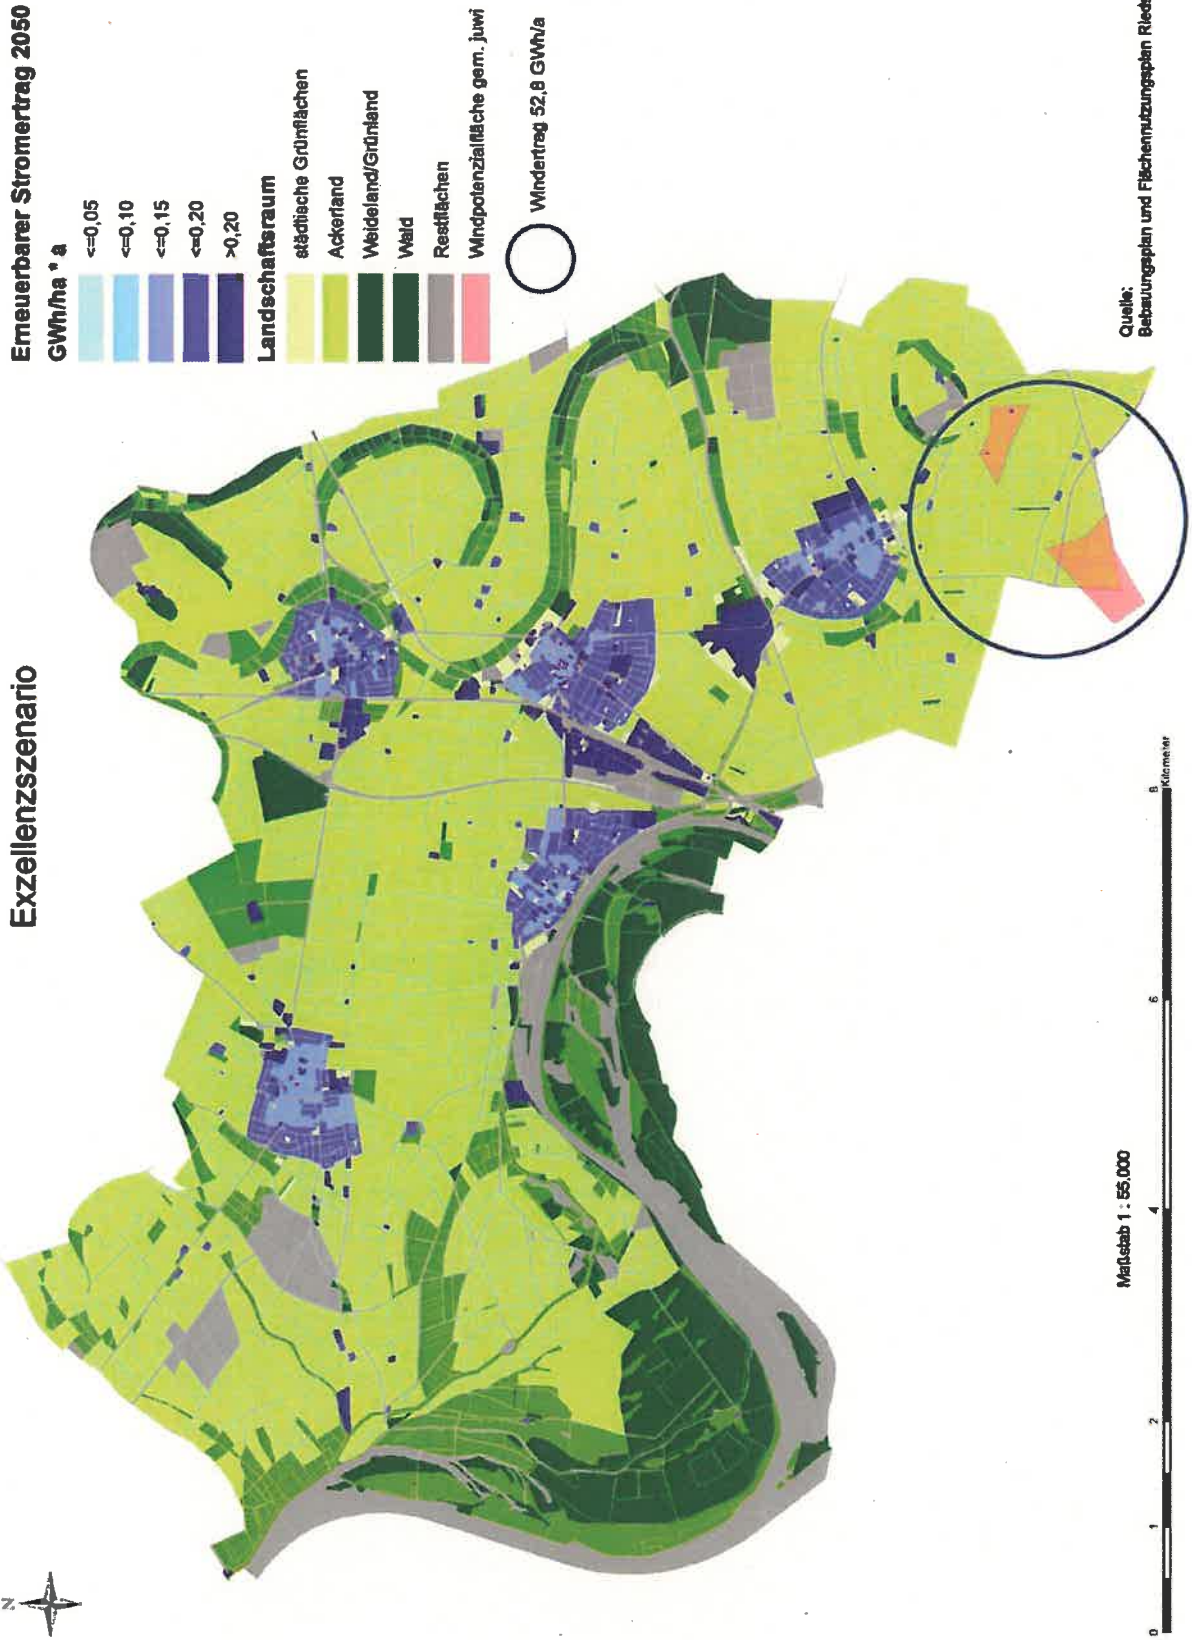 Exzellenzszenario
Erneuerbarer Stromertrag 2050
GWh/ha * a
<=0,05
<=0,10
<=0,15
<=0,20
>0,20
Landschaftsraum
städtische Grünflächen
Ackerland
Weideland/Grünland
Wald
Restflächen
Windpotenzialfläche gem. juwi
Windertrag 52,8 GWh/a
N
Quelle:
Bebauungsplan und Flächennutzungsplan Rieds
Maßstab 1 : 55.000
0 1 2 4 6 8
Kilometer